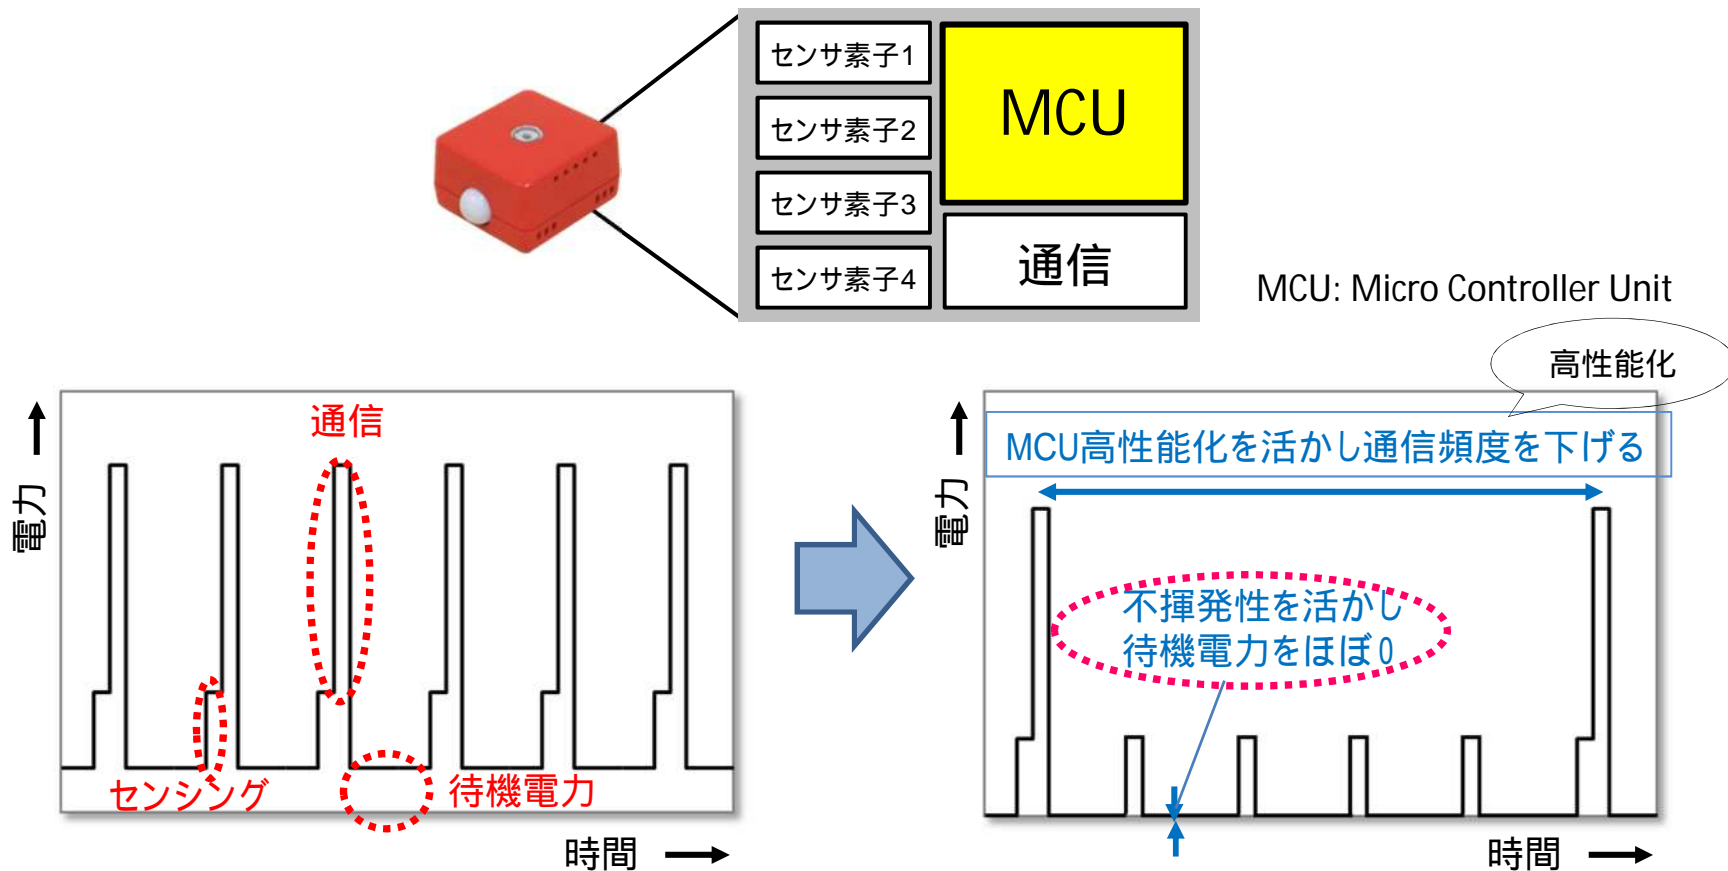 センサ素子1
センサ素子2
センサ素子3
センサ素子4
MCU
通信
MCU: Micro Controller Unit
通信
電力
センシング
待機電力
時間
高性能化
MCU高性能化を活かし通信頻度を下げる
電力
不揮発性を活かし
待機電力をほぼ0
時間